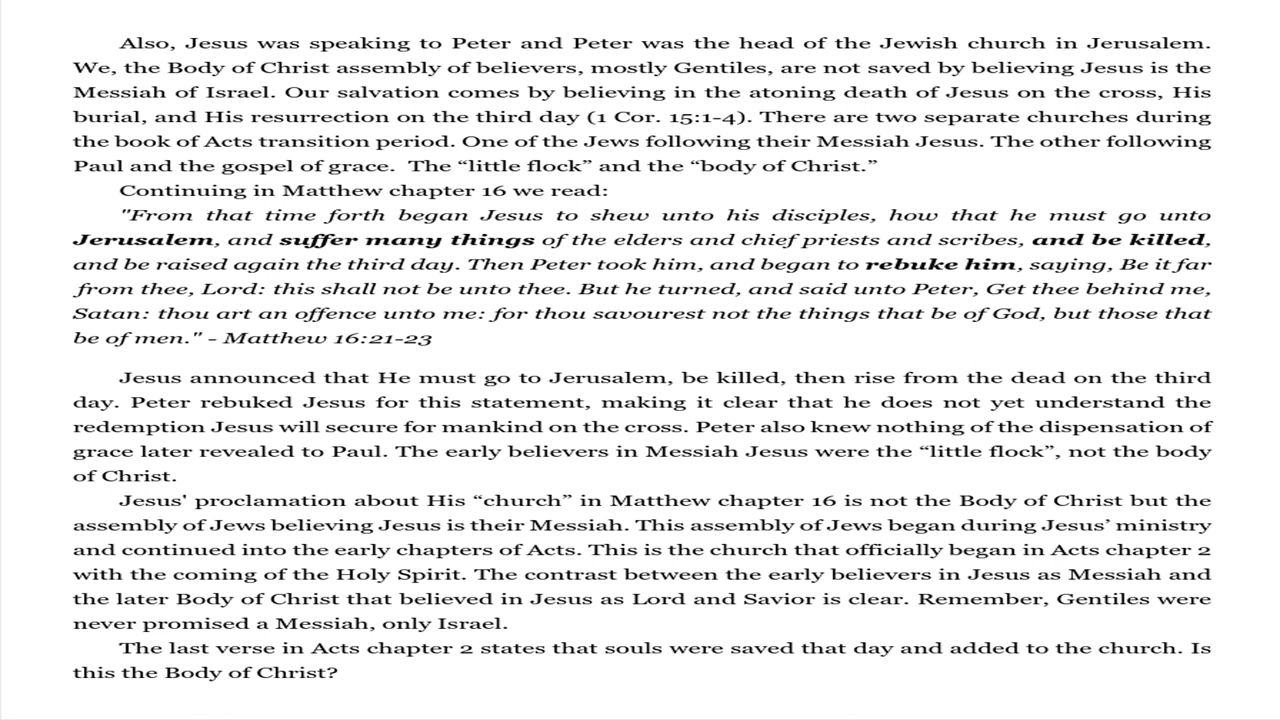 Also, Jesus was speaking to Peter and Peter was the head of the Jewish church in Jerusalem.
We, the Body of Christ assembly of believers, mostly Gentiles, are not saved by believing Jesus is the
Messiah of Israel. Our salvation comes by believing in the atoning death of Jesus on the cross, His
burial, and His resurrection on the third day (1 Cor. 15:1-4). There are two separate churches during
the book of Acts transition period. One of the Jews following their Messiah Jesus. The other following
Paul and the gospel of grace.  The “little flock” and the “body of Christ.”
Continuing in Matthew chapter 16 we read:
"From that time forth began Jesus to shew unto his disciples, how that he must go unto
Jerusalem, and suffer many things of the elders and chief priests and scribes, and be killed,
and be raised again the third day. Then Peter took him, and began to rebuke him, saying, Be it far
from thee, Lord: this shall not be unto thee. But he turned, and said unto Peter, Get thee behind me,
Satan: thou art an offence unto me: for thou savourest not the things that be of God, but those that
be of men." - Matthew 16:21-23
Jesus announced that He must go to Jerusalem, be killed, then rise from the dead on the third
day. Peter rebuked Jesus for this statement, making it clear that he does not yet understand the
redemption Jesus will secure for mankind on the cross. Peter also knew nothing of the dispensation of
grace later revealed to Paul. The early believers in Messiah Jesus were the “little flock”, not the body
of Christ.
Jesus' proclamation about His “church” in Matthew chapter 16 is not the Body of Christ but the
assembly of Jews believing Jesus is their Messiah. This assembly of Jews began during Jesus’ ministry
and continued into the early chapters of Acts. This is the church that officially began in Acts chapter 2
with the coming of the Holy Spirit. The contrast between the early believers in Jesus as Messiah and
the later Body of Christ that believed in Jesus as Lord and Savior is clear. Remember, Gentiles were
never promised a Messiah, only Israel.
The last verse in Acts chapter 2 states that souls were saved that day and added to the church. Is
this the Body of Christ?